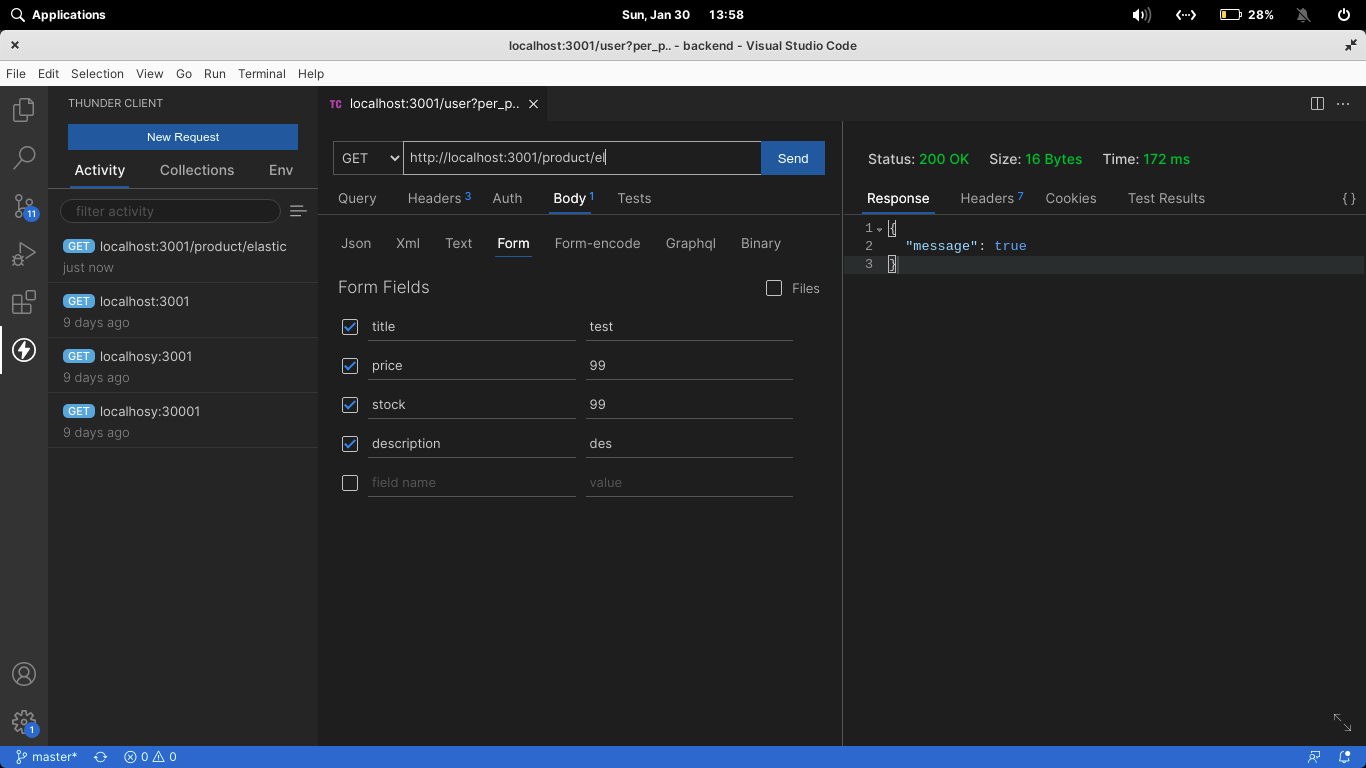 Applications
Sun, Jan 30 13:58
28%
localhost:3001/user?per_p.. - backend - Visual Studio Code
File Edit Selection View Go Run Terminal Help
THUNDER CLIENT
New Request
Activity Collections Env
filter activity
GET localhost:3001/product/elastic
just now
GET localhost:3001
9 days ago
GET localhosy:3001
9 days ago
GET localhosy:30001
9 days ago
11
1
TC localhost:3001/user?per_p..
GET http://localhost:3001/product/el Send
Query Headers 3 Auth Body 1 Tests
Json Xml Text Form Form-encode Graphql Binary
Form Fields Files
title test
price 99
stock 99
description des
field name value
Status: 200 OK Size: 16 Bytes Time: 172 ms
Response Headers 7 Cookies Test Results { }
1 {
2 "message": true
3 }
master* 0 0